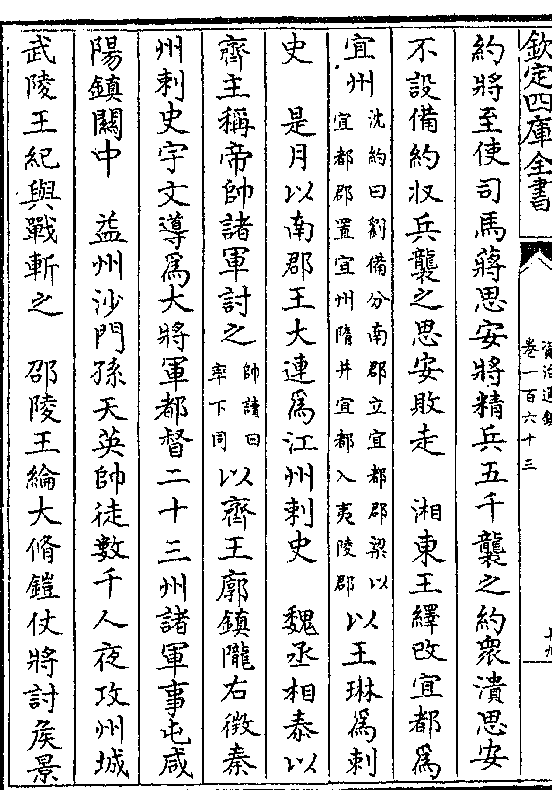 欽定四庫全書
資治通鑑
卷一百六十三
約將至使司馬蔣思安將精兵五千襲之約衆潰思安
不設備約收兵襲之思安敗走　湘東王繹改宜都爲
宜州
沈約曰劉備分南郡立宜都郡梁以
宜都郡置宜州隋并宜都入夷陵郡
以王琳爲刺
史　是月以南郡王大連爲江州刺史　魏丞相泰以
齊主稱帝帥諸軍討之
帥讀曰
率下同
以齊王廓鎮隴右徵秦
州刺史宇文導爲大將軍都督二十三州諸軍事屯咸
陽鎮關中　益州沙門孫天英帥徒數千人夜攻州城
武陵王紀與戰斬之　邵陵王綸大脩鎧仗將討侯景